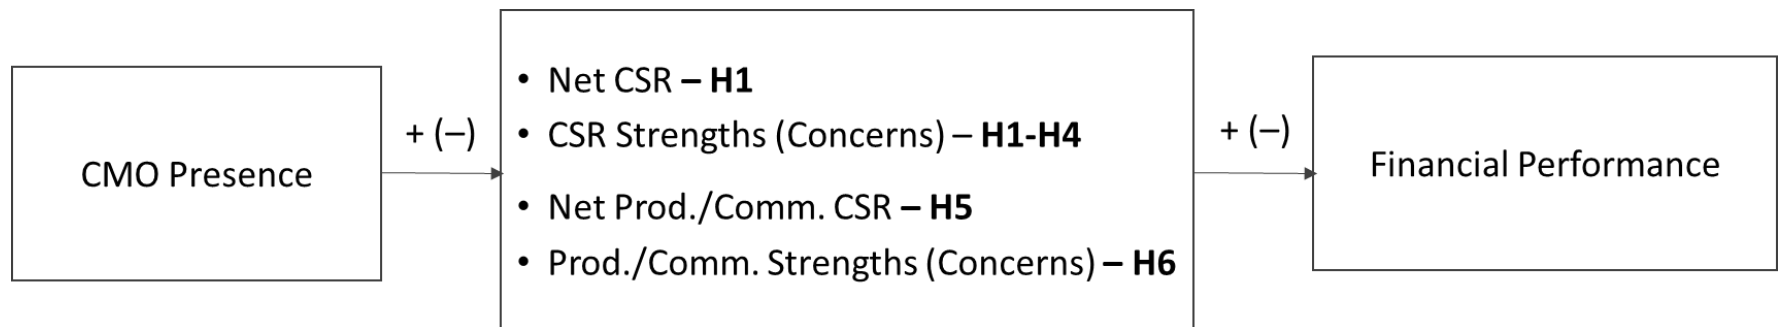 CMO Presence
+ (–)
• Net CSR – H1
• CSR Strengths (Concerns) – H1-H4
• Net Prod./Comm. CSR – H5
• Prod./Comm. Strengths (Concerns) – H6
+ (–)
Financial Performance